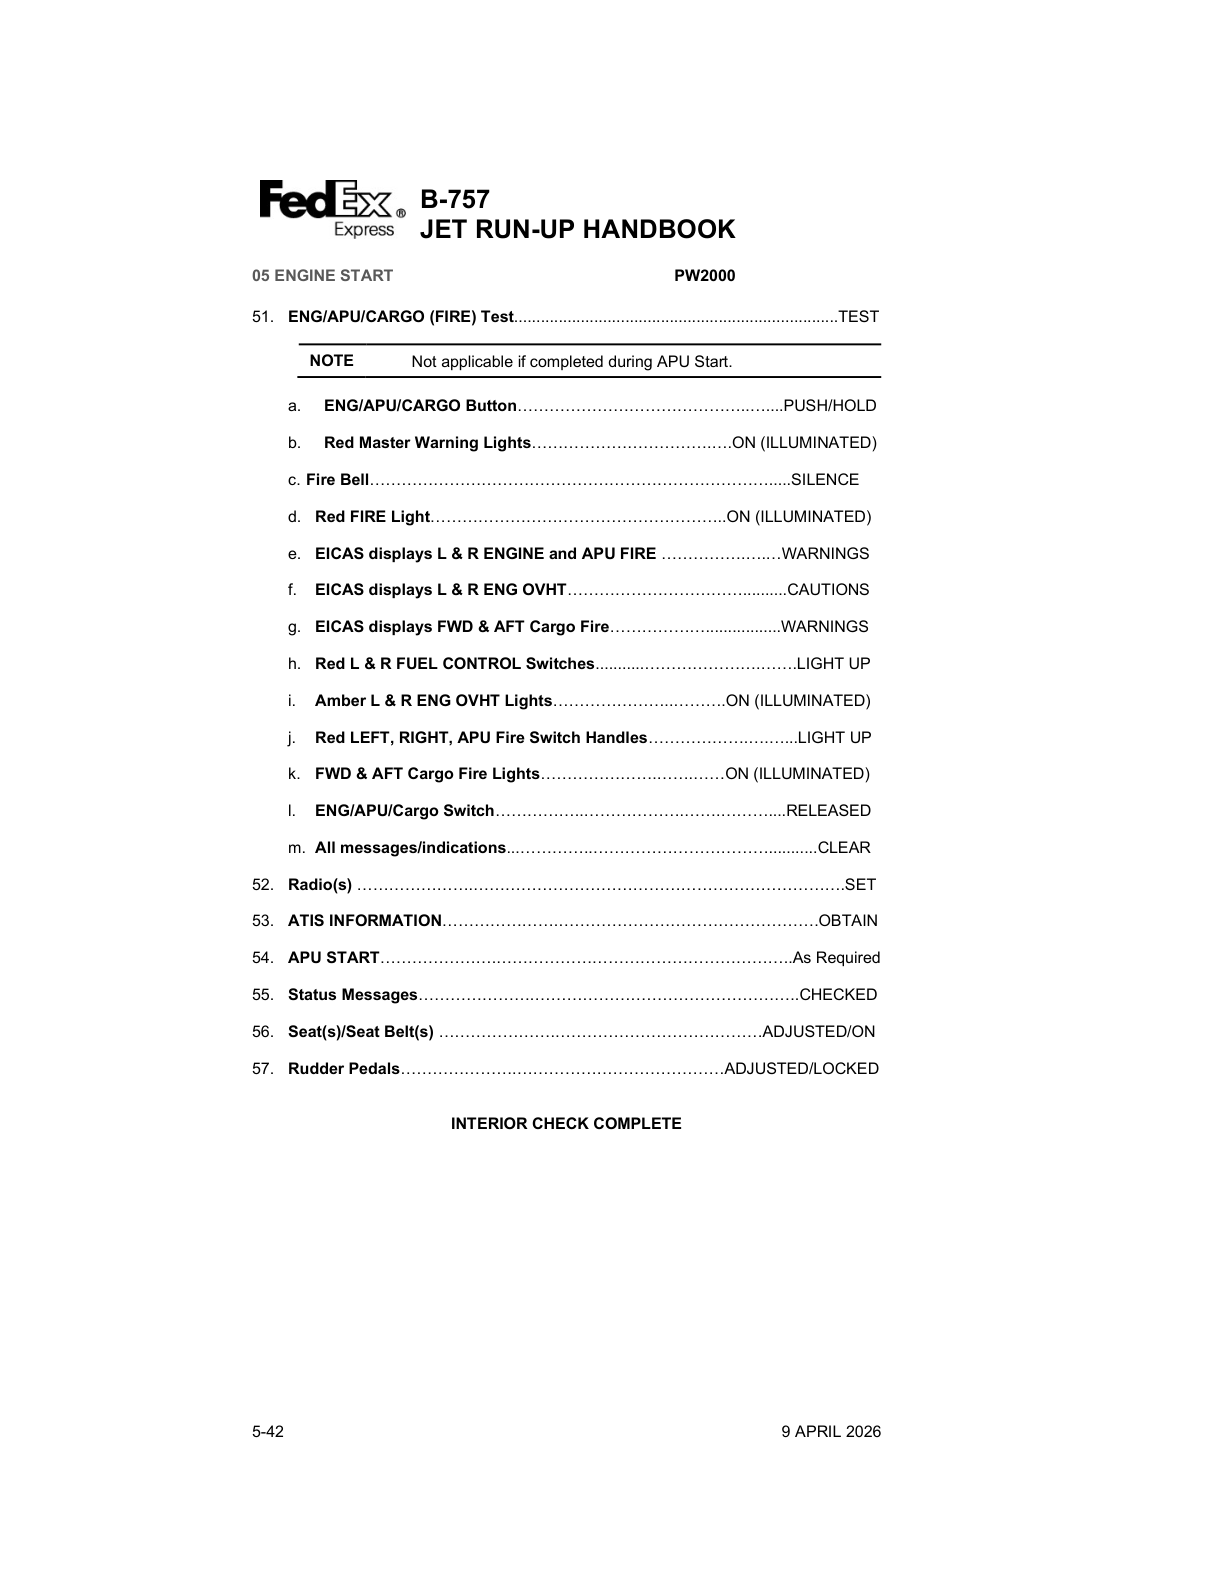 FedEx® B-757
Express JET RUN-UP HANDBOOK
05 ENGINE START PW2000
51. ENG/APU/CARGO (FIRE) Test.........................................................................TEST
NOTE Not applicable if completed during APU Start.
a. ENG/APU/CARGO Button……………………………………..…....PUSH/HOLD
b. Red Master Warning Lights…………………………….….ON (ILLUMINATED)
c. Fire Bell………………………………………………………………….....SILENCE
d. Red FIRE Light………………………………………………..ON (ILLUMINATED)
e. EICAS displays L & R ENGINE and APU FIRE …………….….…WARNINGS
f. EICAS displays L & R ENG OVHT……………………………..........CAUTIONS
g. EICAS displays FWD & AFT Cargo Fire………………................WARNINGS
h. Red L & R FUEL CONTROL Switches...........……………………….LIGHT UP
i. Amber L & R ENG OVHT Lights…………………..……….ON (ILLUMINATED)
j. Red LEFT, RIGHT, APU Fire Switch Handles……………….….…...LIGHT UP
k. FWD & AFT Cargo Fire Lights………………….…….……ON (ILLUMINATED)
l. ENG/APU/Cargo Switch……………..……………..…….………....RELEASED
m. All messages/indications...…………..……………………………...........CLEAR
52. Radio(s) ………………….…………………………………………………………….SET
53. ATIS INFORMATION………………….………………………………………….OBTAIN
54. APU START………………….……………….……………………………….As Required
55. Status Messages………………….………………………………………….CHECKED
56. Seat(s)/Seat Belt(s) ………………….…………………………………ADJUSTED/ON
57. Rudder Pedals………………….…………………………………ADJUSTED/LOCKED
INTERIOR CHECK COMPLETE
5-42 9 APRIL 2026